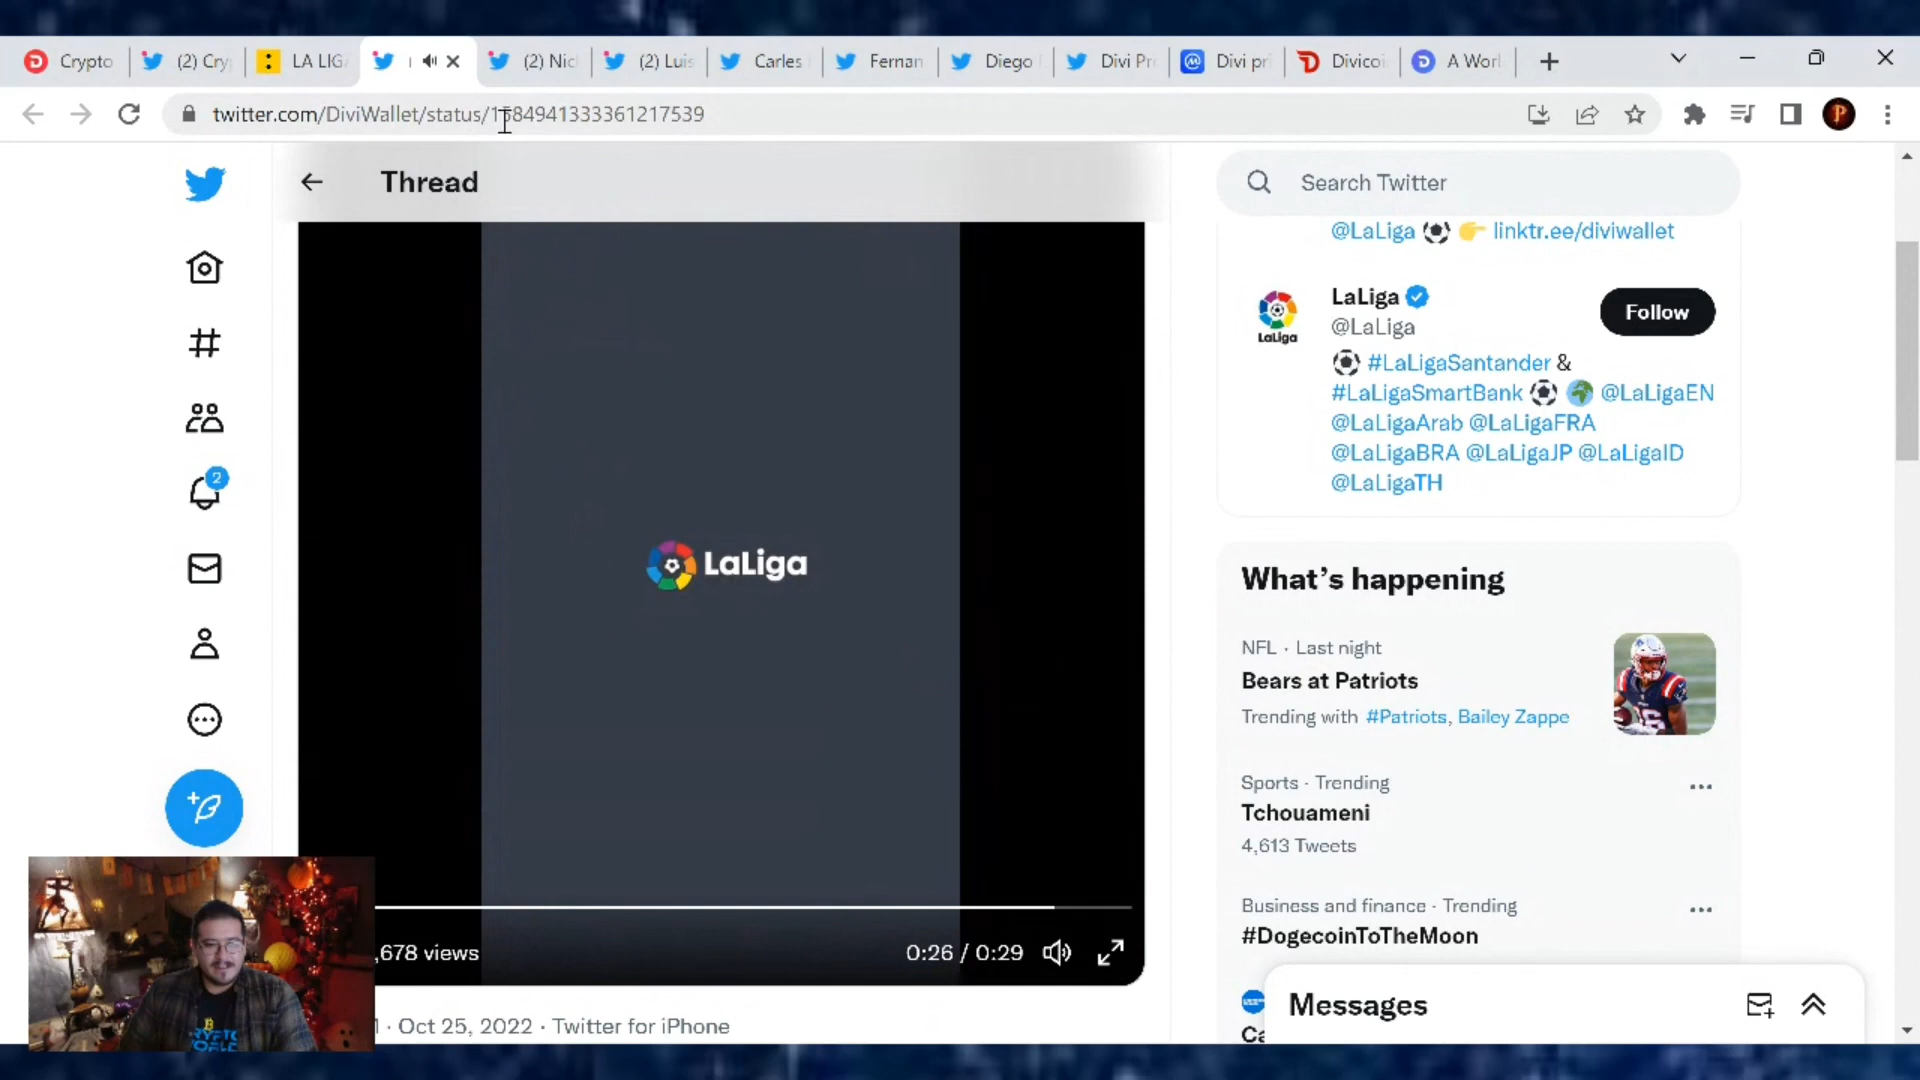 Crypto
(2) Cry
LA LIG
(2) Nic
(2) Luis
Carles
Fernan
Diego
Divi Pr
Divi pri
Divicoi
A Worl
twitter.com/DiviWallet/status/1584941333361217539
Thread
Search Twitter
@LaLiga ⚽ 👉 linktr.ee/diviwallet
LaLiga
@LaLiga
Follow
LaLiga
⚽ #LaLigaSantander &
#LaLigaSmartBank ⚽ 🌍 @LaLigaEN
@LaLigaArab @LaLigaFRA
@LaLigaBRA @LaLigaJP @LaLigaID
@LaLigaTH
2
LaLiga
What's happening
NFL · Last night
Bears at Patriots
Trending with #Patriots, Bailey Zappe
Sports · Trending
Tchouameni
4,613 Tweets
Business and finance · Trending
#DogecoinToTheMoon
,678 views
0:26 / 0:29
Messages
· Oct 25, 2022 · Twitter for iPhone